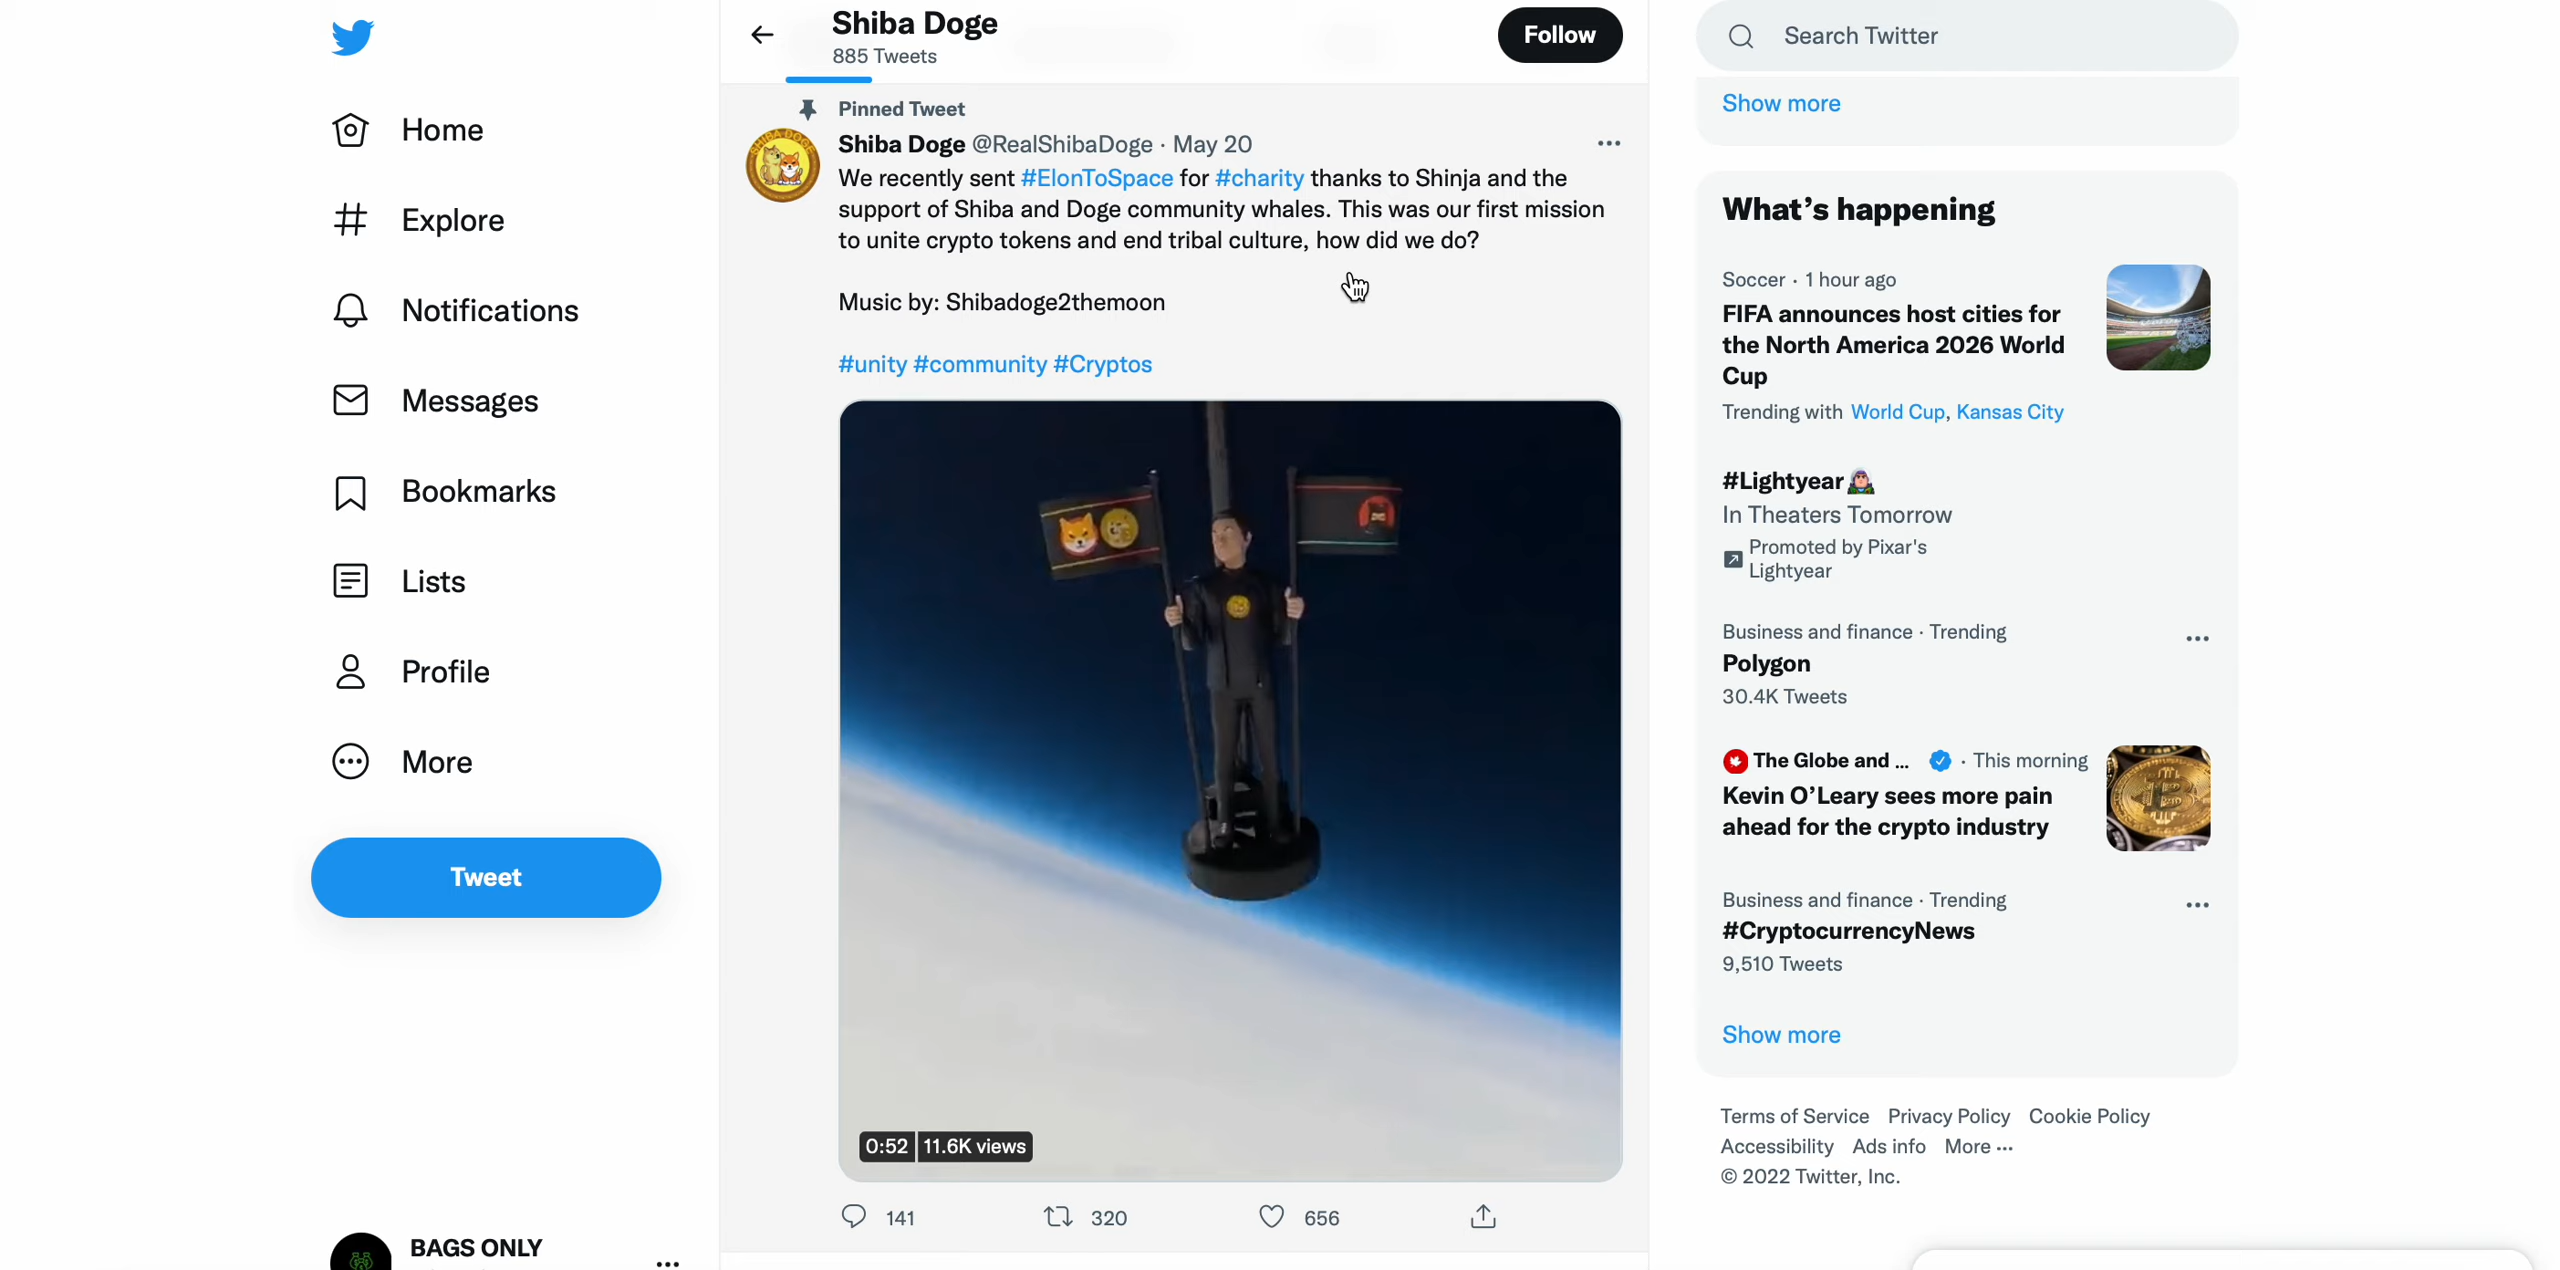 Home
Explore
Notifications
Messages
Bookmarks
Lists
Profile
More
Tweet
BAGS ONLY
Shiba Doge
885 Tweets
Follow
Pinned Tweet
Shiba Doge @RealShibaDoge · May 20
We recently sent #ElonToSpace for #charity thanks to Shinja and the
support of Shiba and Doge community whales. This was our first mission
to unite crypto tokens and end tribal culture, how did we do?
Music by: Shibadoge2themoon
#unity #community #Cryptos
0:52 11.6K views
141 320 656
Search Twitter
Show more
What's happening
Soccer · 1 hour ago
FIFA announces host cities for
the North America 2026 World
Cup
Trending with World Cup, Kansas City
#Lightyear
In Theaters Tomorrow
Promoted by Pixar's
Lightyear
Business and finance · Trending
Polygon
30.4K Tweets
The Globe and ... · This morning
Kevin O'Leary sees more pain
ahead for the crypto industry
Business and finance · Trending
#CryptocurrencyNews
9,510 Tweets
Show more
Terms of Service Privacy Policy Cookie Policy
Accessibility Ads info More ...
© 2022 Twitter, Inc.